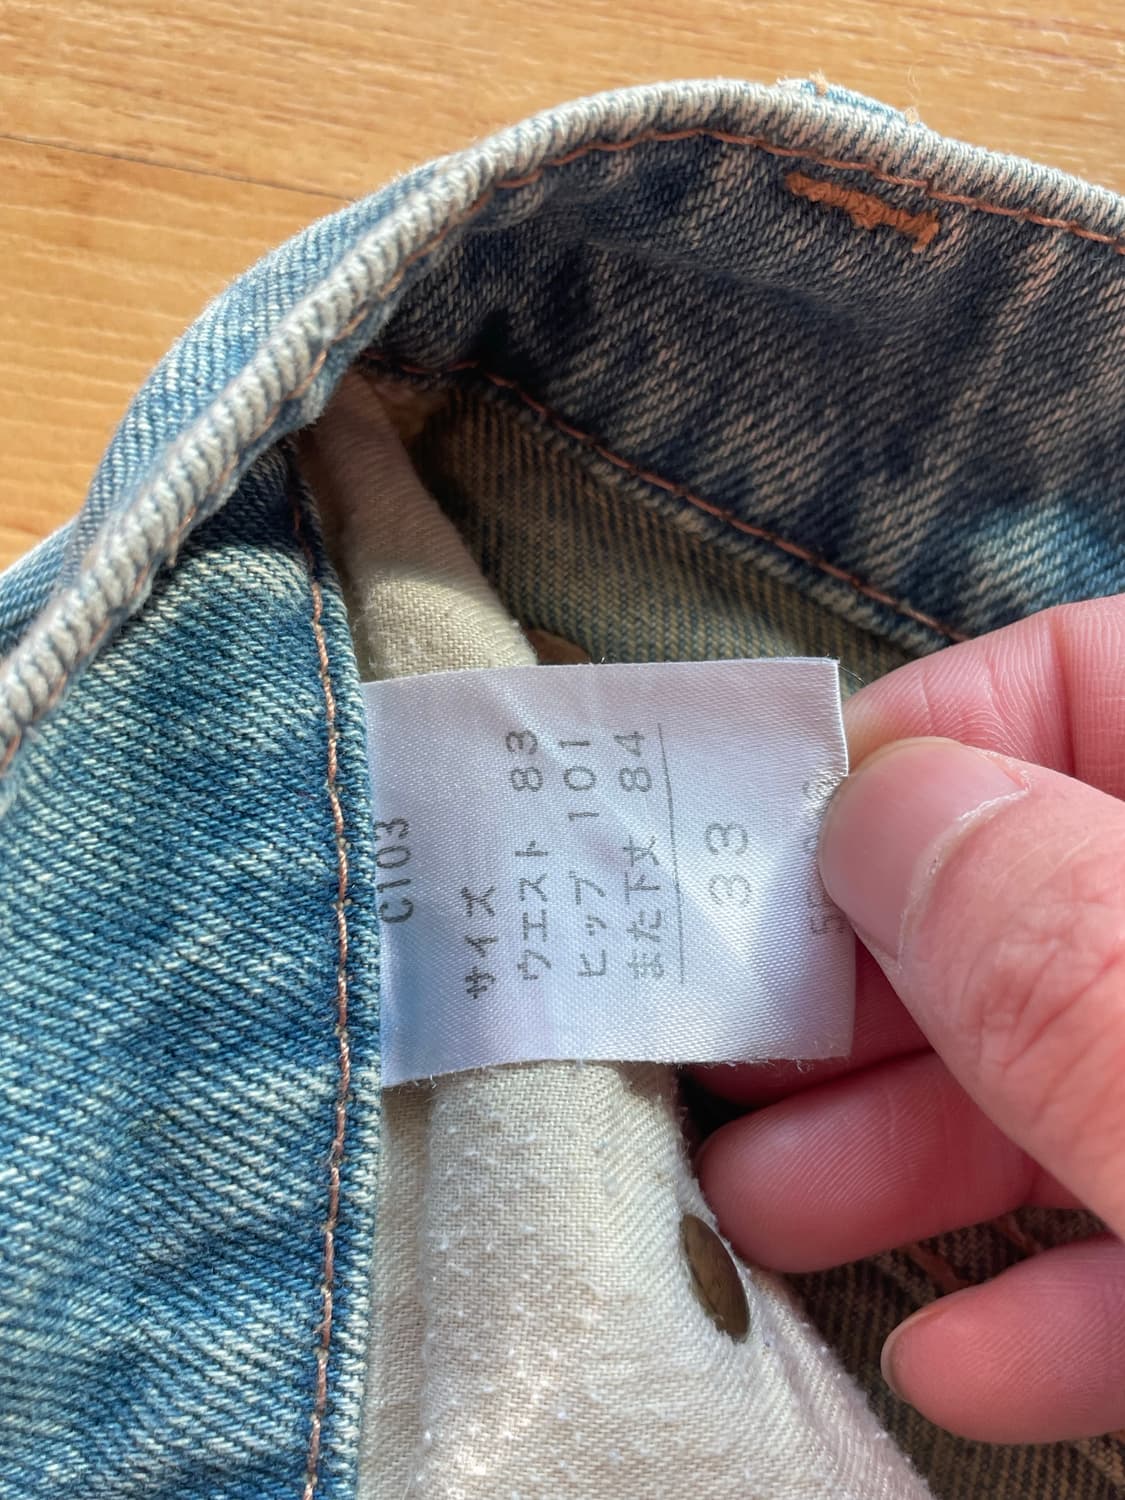 C103
サイズ
ウエスト 83
ヒップ 101
また下丈 84
33